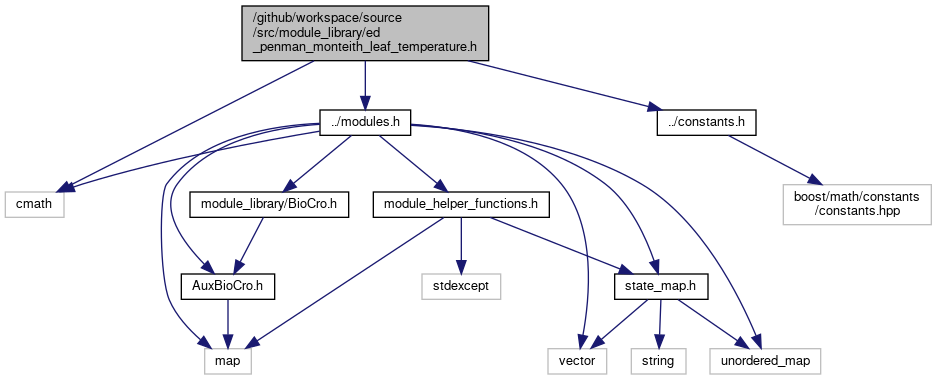 /github/workspace/source
/src/module_library/ed
_penman_monteith_leaf_temperature.h
../modules.h
../constants.h
cmath
module_library/BioCro.h
module_helper_functions.h
boost/math/constants
/constants.hpp
AuxBioCro.h
stdexcept
state_map.h
map
vector
string
unordered_map